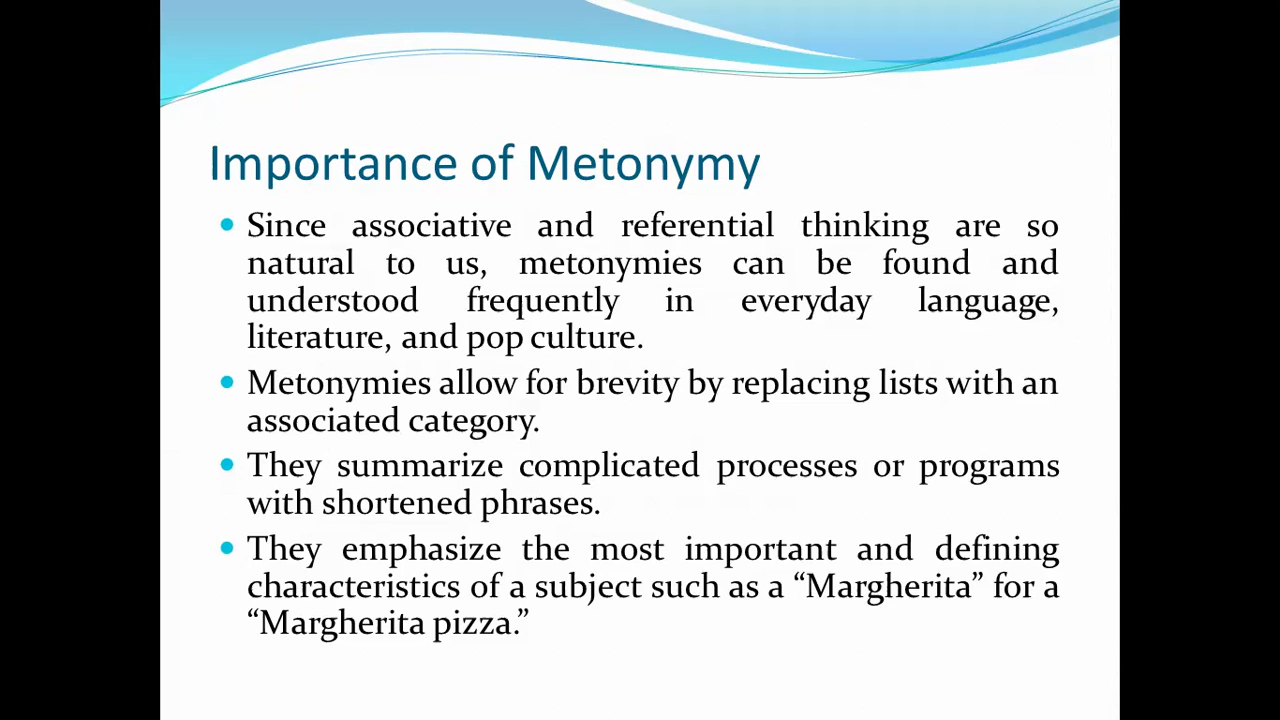 Importance of Metonymy
• Since associative and referential thinking are so
natural to us, metonymies can be found and
understood frequently in everyday language,
literature, and pop culture.
• Metonymies allow for brevity by replacing lists with an
associated category.
• They summarize complicated processes or programs
with shortened phrases.
• They emphasize the most important and defining
characteristics of a subject such as a “Margherita” for a
“Margherita pizza.”